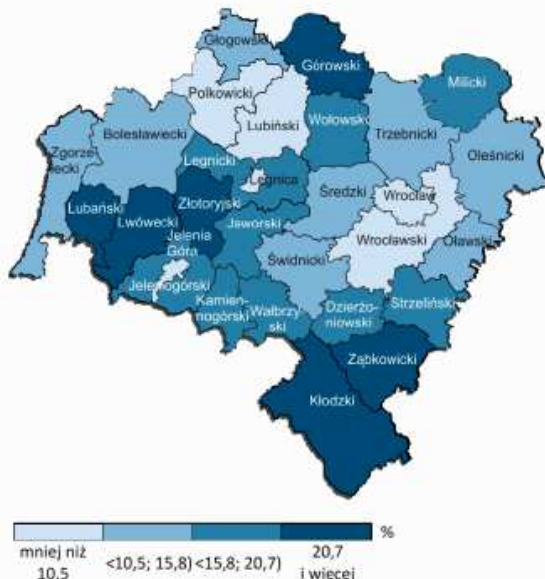 Głogowski
Górowski
Milicki
Polkowicki
Lubiński
Wołowski
Trzebnicki
Bolesławiecki
Zgorze-
lecki
Oleśnicki
Legnicki
Legnica
Średzki
Wrocław
Lubański
Lwówecki
Złotoryjski
Jaworski
Wrocławski
Oławski
Jelenia
Góra
Świdnicki
Jeleniogórski
Kamien-
nogórski
Wałbrzy-
ski
Dzierżo-
niowski
Strzeliński
Ząbkowicki
Kłodzki
%
mniej niż
10,5
<10,5; 15,8)
<15,8; 20,7)
20,7
i więcej